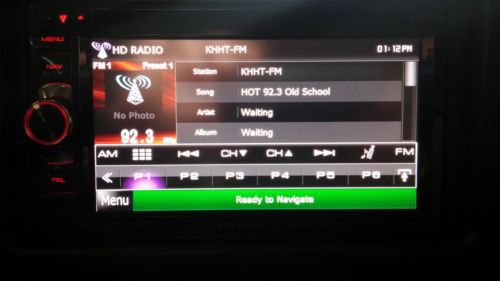 HD RADIO KHHT-FM 01:12PM
MENU
FM 1 Preset 1
Station KHHT-FM
NAV
Song HOT 92.3 Old School
No Photo
Artist Waiting
92.3
Album Waiting
AM CH▼ CH▲ FM
TEL
P1 P2 P3 P4 P5 P6
Menu Ready to Navigate